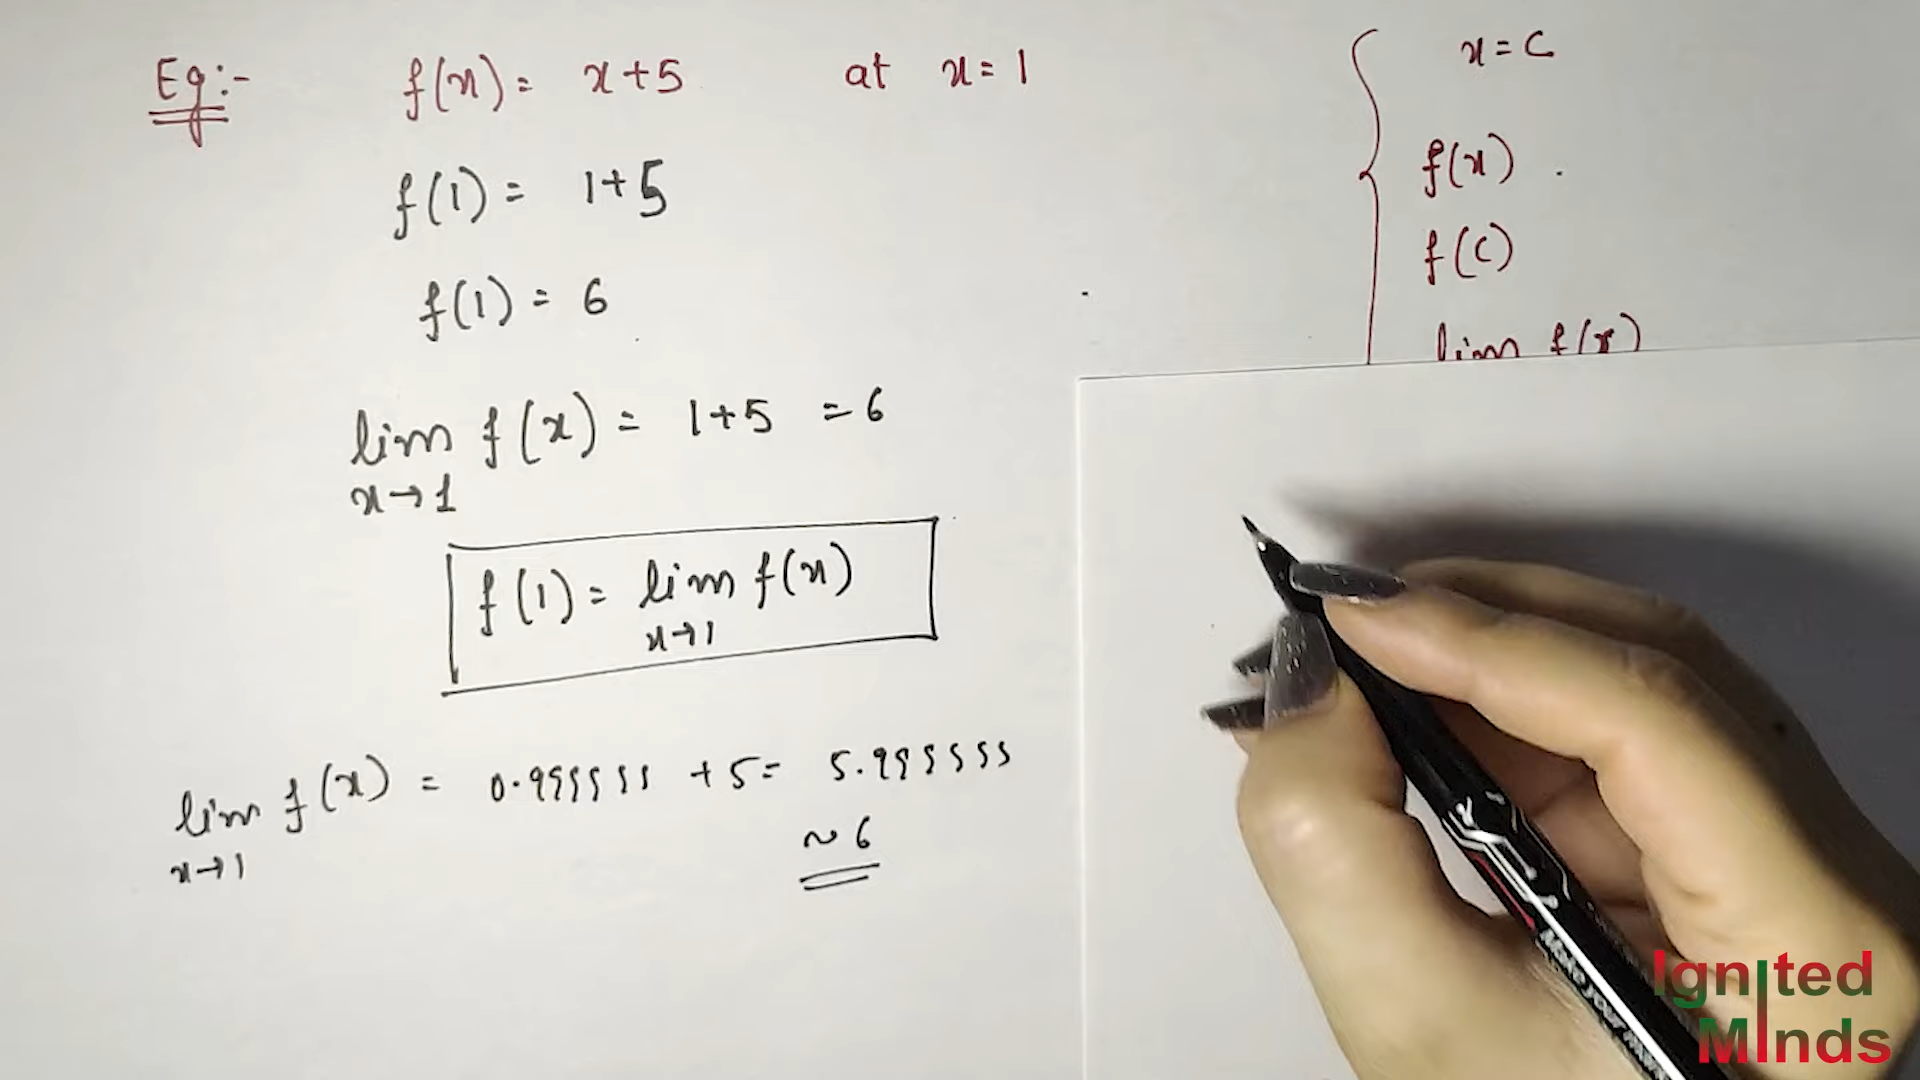 Eg:- f(x) = x+5 at x=1
f(1) = 1+5
f(1) = 6
lim f(x) = 1+5 = 6
x→1
f(1) = lim f(x)
x→1
lim f(x) = 0.999999 + 5 = 5.999999
x→1
~ 6
x = c
f(x) .
f(c)
lim f(x)
Ignited
Minds